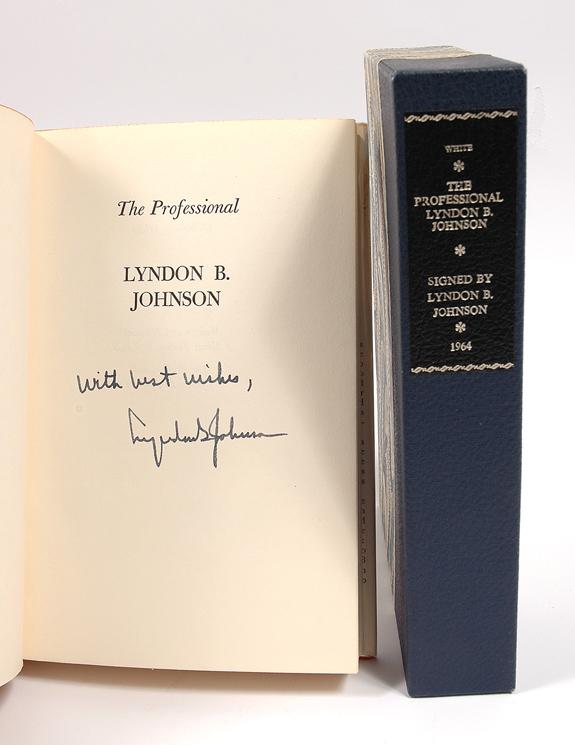 The Professional
LYNDON B.
JOHNSON
With best wishes,
Lyndon B Johnson
WHITE
THE
PROFESSIONAL
LYNDON B.
JOHNSON
SIGNED BY
LYNDON B.
JOHNSON
1964